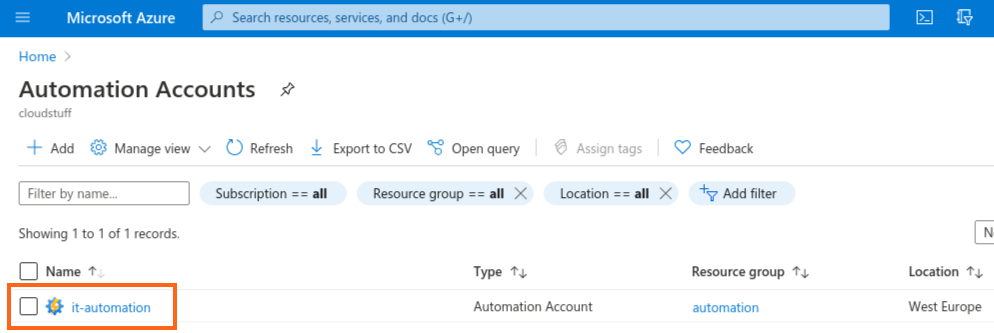 Microsoft Azure Search resources, services, and docs (G+/)
Home >
Automation Accounts
cloudstuff
Add Manage view Refresh Export to CSV Open query Assign tags Feedback
Filter by name... Subscription == all Resource group == all Location == all Add filter
Showing 1 to 1 of 1 records.
Name Type Resource group Location
it-automation Automation Account automation West Europe